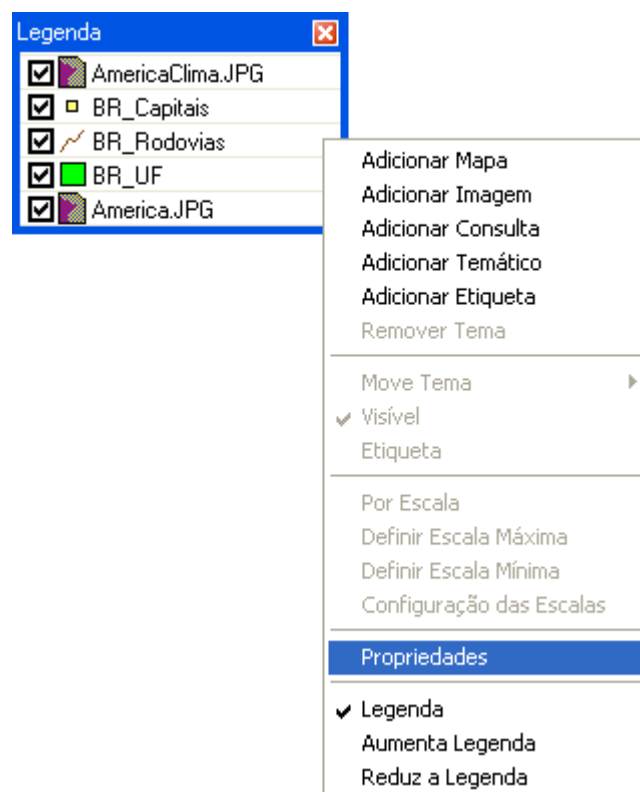 Legenda
AmericaClima.JPG
BR_Capitais
BR_Rodovias
BR_UF
America.JPG
Adicionar Mapa
Adicionar Imagem
Adicionar Consulta
Adicionar Temático
Adicionar Etiqueta
Remover Tema
Move Tema
Visível
Etiqueta
Por Escala
Definir Escala Máxima
Definir Escala Mínima
Configuração das Escalas
Propriedades
Legenda
Aumenta Legenda
Reduz a Legenda